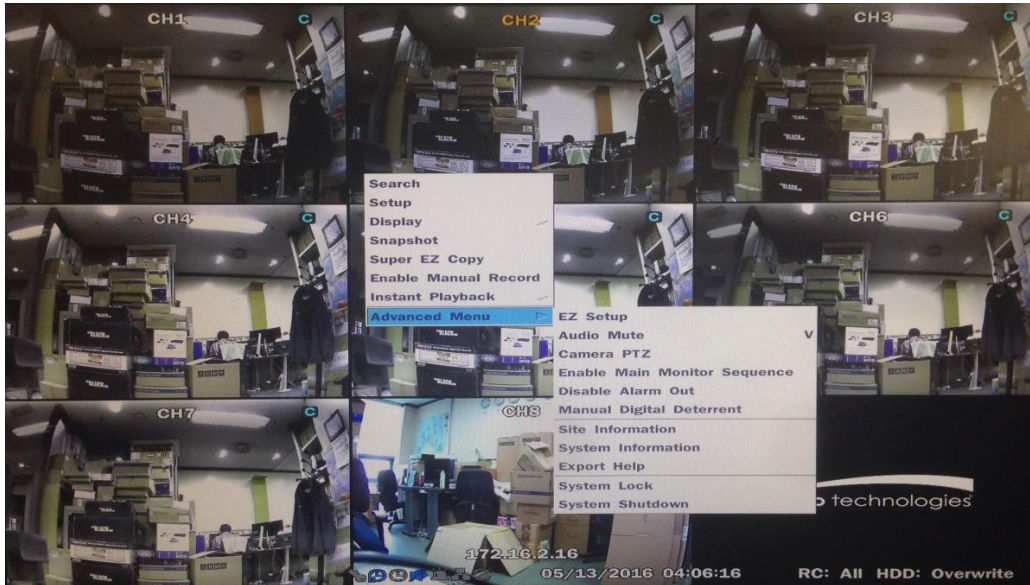 CH1 C
CH2 C
CH3 C
CH4 C
C
CH6 C
CH7 C
CH8
Search
Setup
Display
Snapshot
Super EZ Copy
Enable Manual Record
Instant Playback
Advanced Menu
EZ Setup
Audio Mute V
Camera PTZ
Enable Main Monitor Sequence
Disable Alarm Out
Manual Digital Deterrent
Site Information
System Information
Export Help
System Lock
System Shutdown
technologies
172.16.2.16
05/13/2016 04:06:16 RC: All HDD: Overwrite